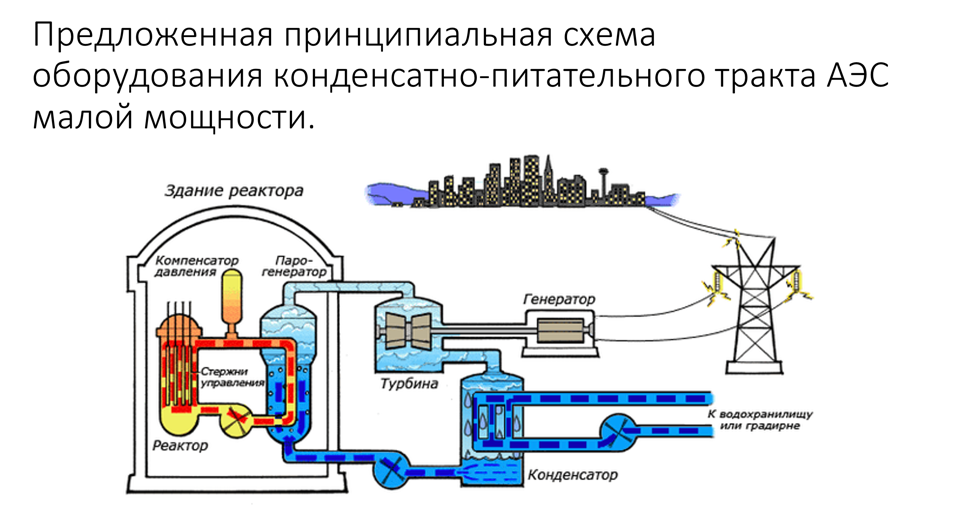 Предложенная принципиальная схема
оборудования конденсатно-питательного тракта АЭС
малой мощности.
Здание реактора
Компенсатор
давления
Паро-
генератор
Генератор
Стержни
управления
Турбина
К водохранилищу
или градирне
Реактор
Конденсатор